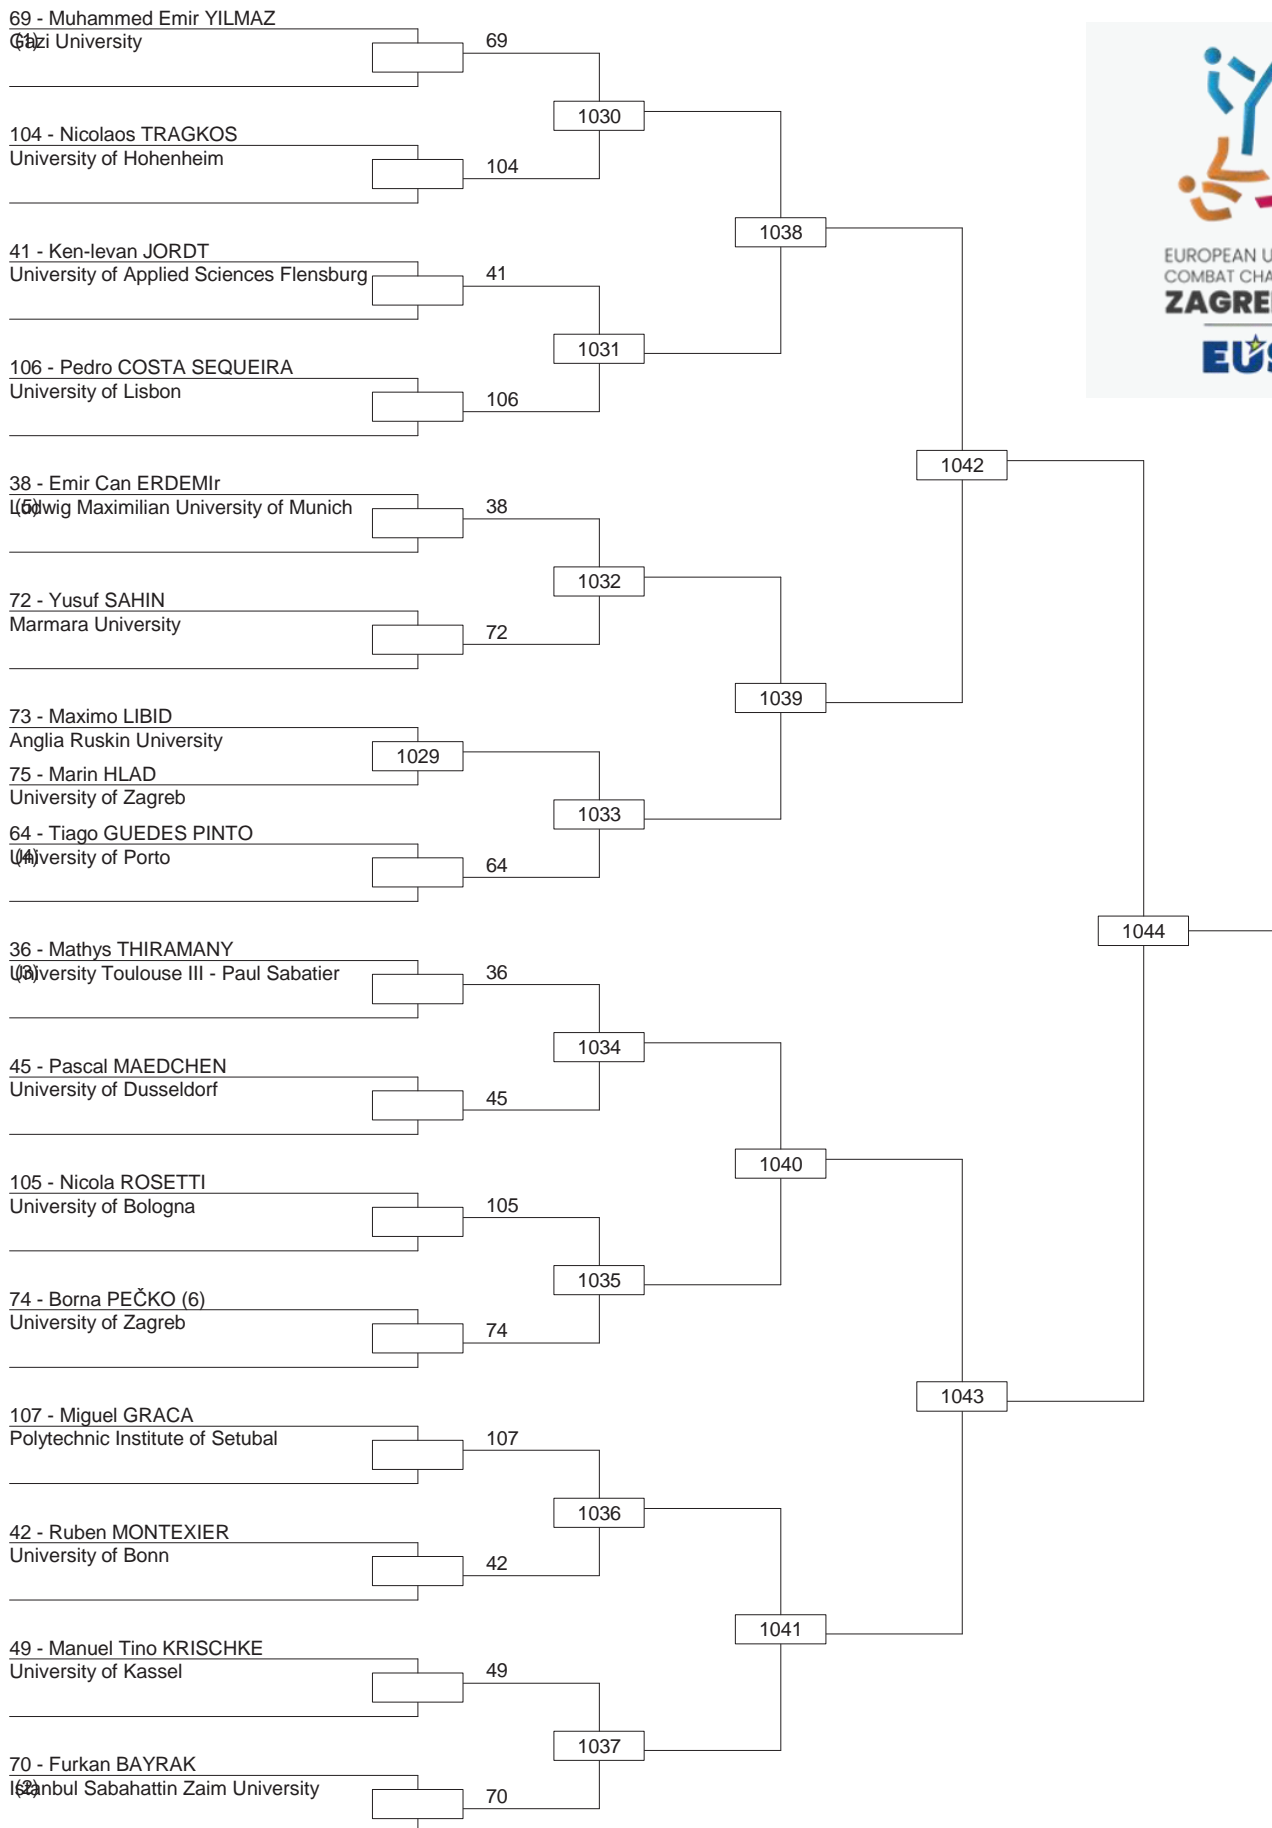 69 - Muhammed Emir YILMAZ
(1)
Gazi University
69
1030
104 - Nicolaos TRAGKOS
University of Hohenheim
104
1038
41 - Ken-Ievan JORDT
University of Applied Sciences Flensburg
41
1031
106 - Pedro COSTA SEQUEIRA
University of Lisbon
106
1042
38 - Emir Can ERDEMIr
(5)
Ludwig Maximilian University of Munich
38
1032
72 - Yusuf SAHIN
Marmara University
72
1039
73 - Maximo LIBID
Anglia Ruskin University
1029
75 - Marin HLAD
University of Zagreb
1033
64 - Tiago GUEDES PINTO
(4)
University of Porto
64
1044
36 - Mathys THIRAMANY
(3)
University Toulouse III - Paul Sabatier
36
1034
45 - Pascal MAEDCHEN
University of Dusseldorf
45
1040
105 - Nicola ROSETTI
University of Bologna
105
1035
74 - Borna PEČKO (6)
University of Zagreb
74
1043
107 - Miguel GRACA
Polytechnic Institute of Setubal
107
1036
42 - Ruben MONTEXIER
University of Bonn
42
1041
49 - Manuel Tino KRISCHKE
University of Kassel
49
1037
70 - Furkan BAYRAK
(2)
Istanbul Sabahattin Zaim University
70
EUROPEAN U
COMBAT CHA
ZAGRE
EUS